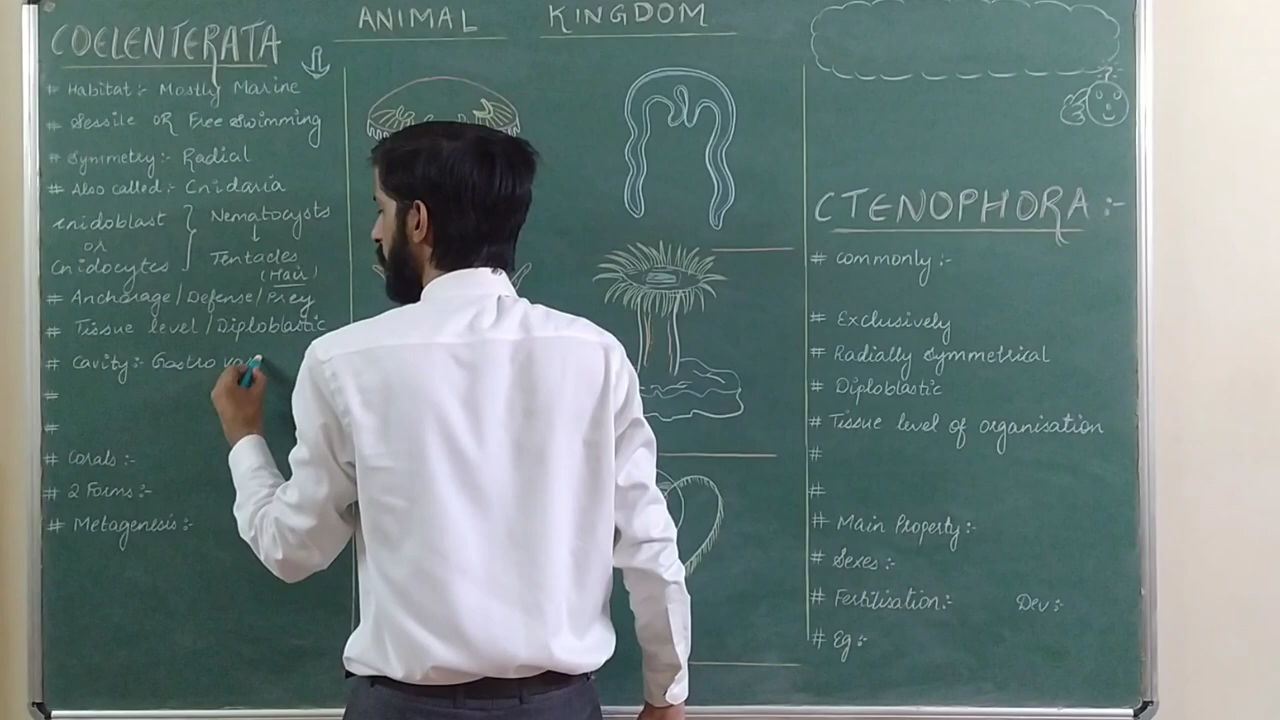 ANIMAL KINGDOM
COELENTERATA
# Habitat :- Mostly Marine
# Sessile OR Free Swimming
# Symmetry :- Radial
# Also called :- Cnidaria
Cnidoblast } Nematocysts
or ↓
Cnidocytes Tentacles
(Hair)
# Anchorage/Defense/Prey
# Tissue level/Diploblastic
# Cavity :- Gastro va
#
#
# Corals :-
# 2 Forms :-
# Metagenesis :-
?
CTENOPHORA :-
# Commonly :-
# Exclusively
# Radially Symmetrical
# Diploblastic
# Tissue level of organisation
#
#
# Main Property :-
# Sexes :-
# Fertilisation :- Dev :-
# Eg :-